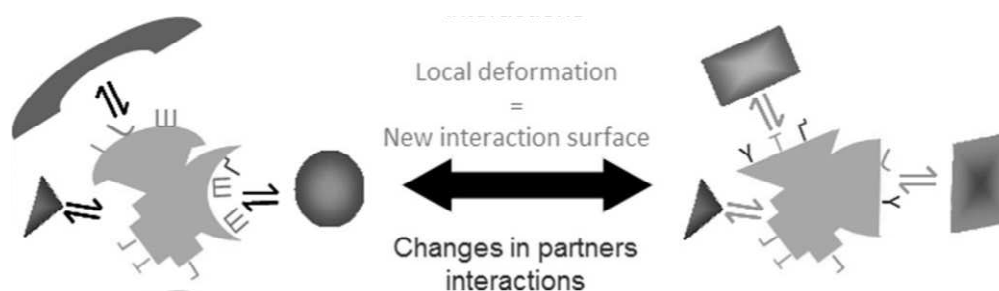 Local deformation
=
New interaction surface
Changes in partners
interactions